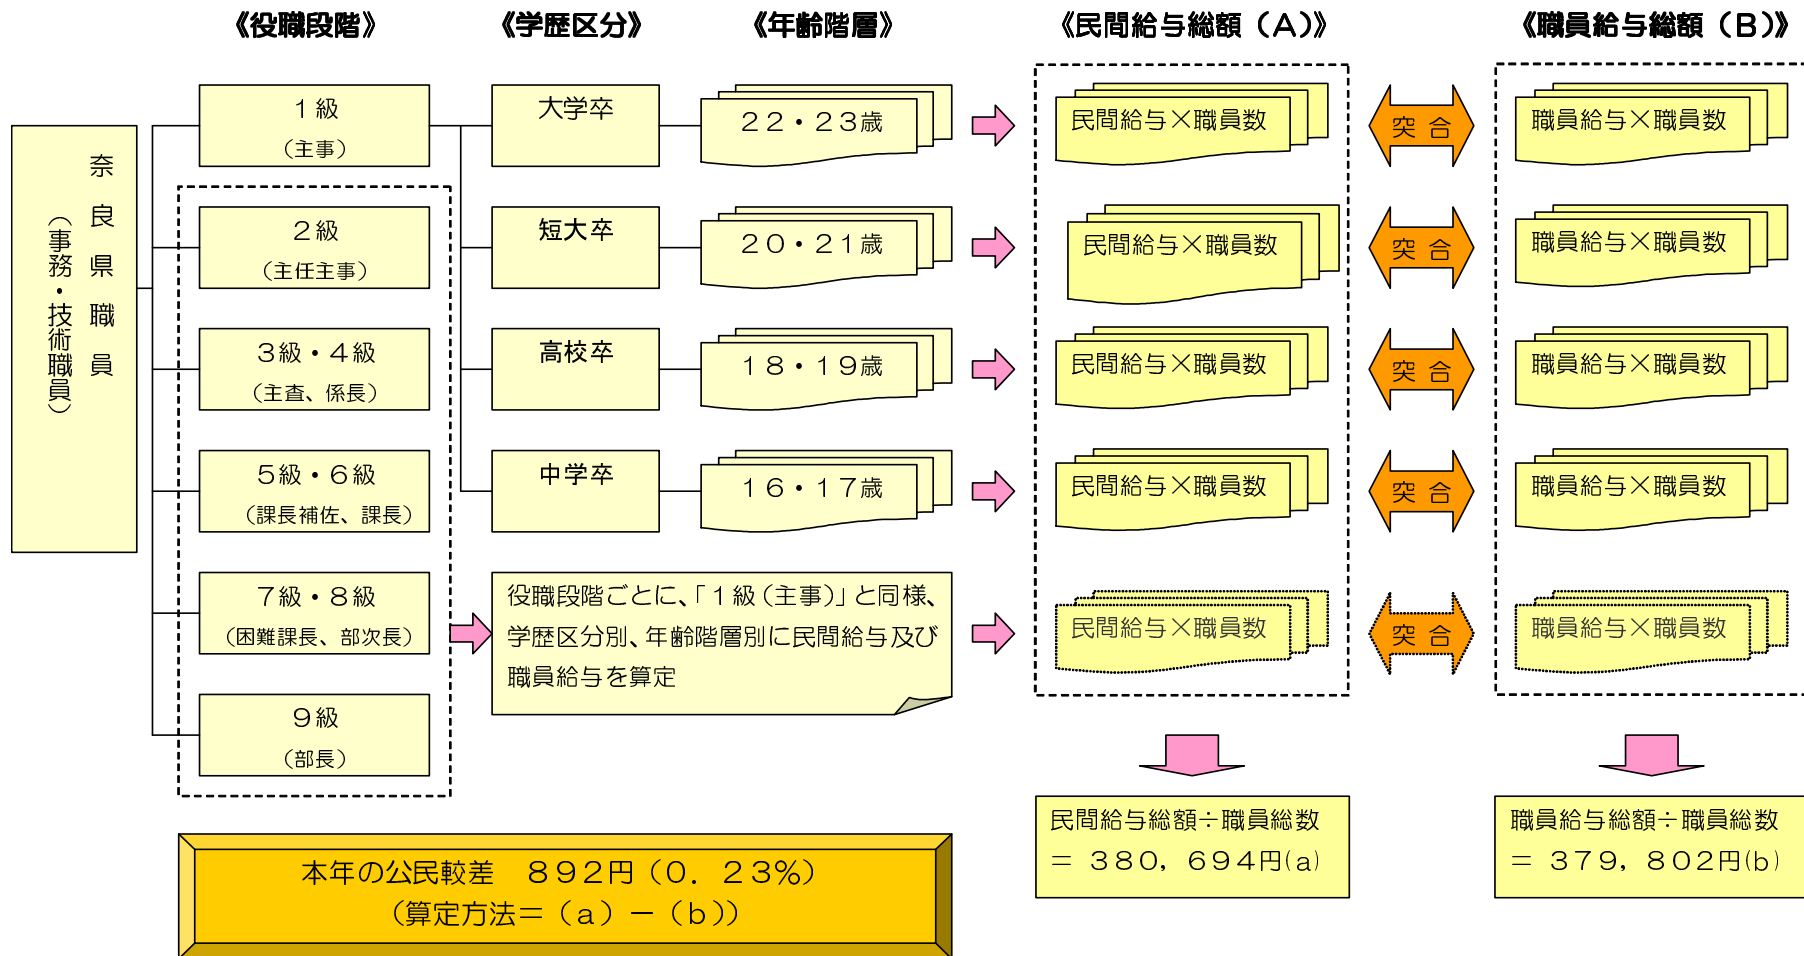 《役職段階》 《学歴区分》 《年齢階層》 《民間給与総額(A)》 《職員給与総額(B)》
奈良県職員
(事務・技術職員)
1級
(主事)
大学卒
22・23歳
民間給与×職員数
突合
職員給与×職員数
2級
(主任主事)
短大卒
20・21歳
民間給与×職員数
突合
職員給与×職員数
3級・4級
(主査、係長)
高校卒
18・19歳
民間給与×職員数
突合
職員給与×職員数
5級・6級
(課長補佐、課長)
中学卒
16・17歳
民間給与×職員数
突合
職員給与×職員数
7級・8級
(困難課長、部次長)
役職段階ごとに、「1級(主事)」と同様、
学歴区分別、年齢階層別に民間給与及び
職員給与を算定
民間給与×職員数
突合
職員給与×職員数
9級
(部長)
民間給与総額÷職員総数
= 380,694円(a)
職員給与総額÷職員総数
= 379,802円(b)
本年の公民較差 892円(0.23%)
(算定方法=(a)-(b))